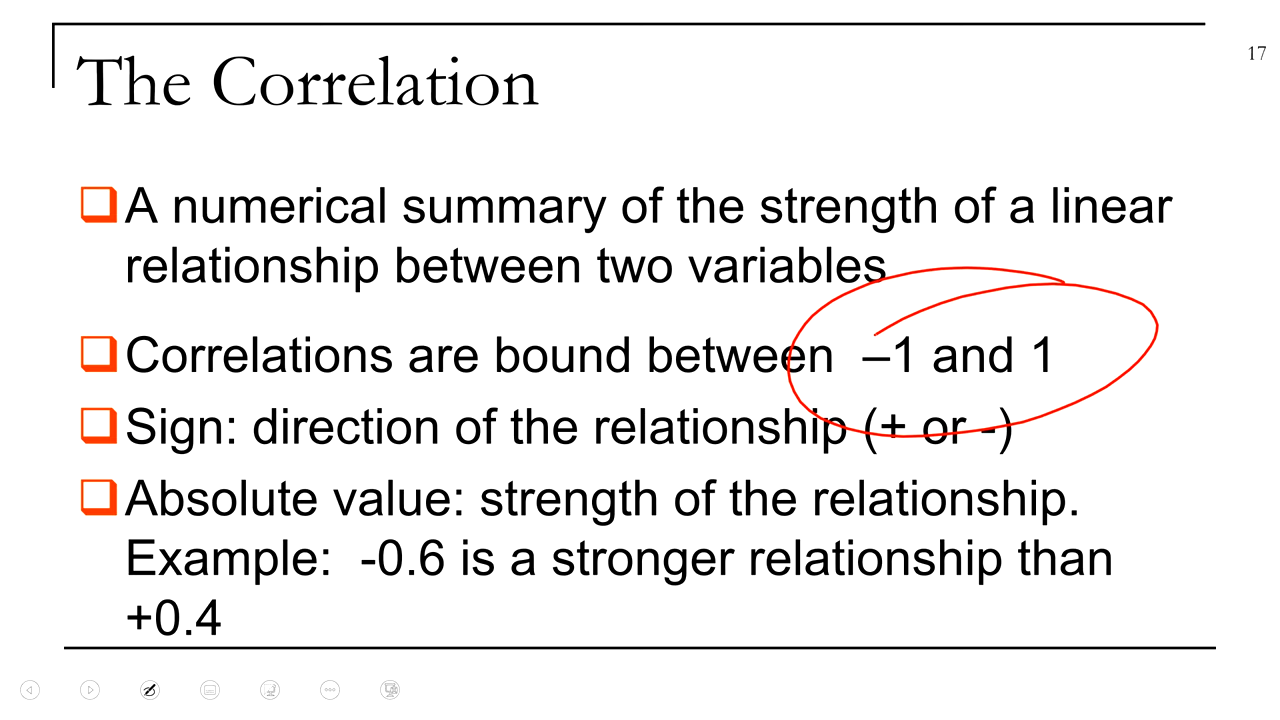 17
The Correlation
A numerical summary of the strength of a linear
relationship between two variables
Correlations are bound between –1 and 1
Sign: direction of the relationship (+ or -)
Absolute value: strength of the relationship.
Example: -0.6 is a stronger relationship than
+0.4